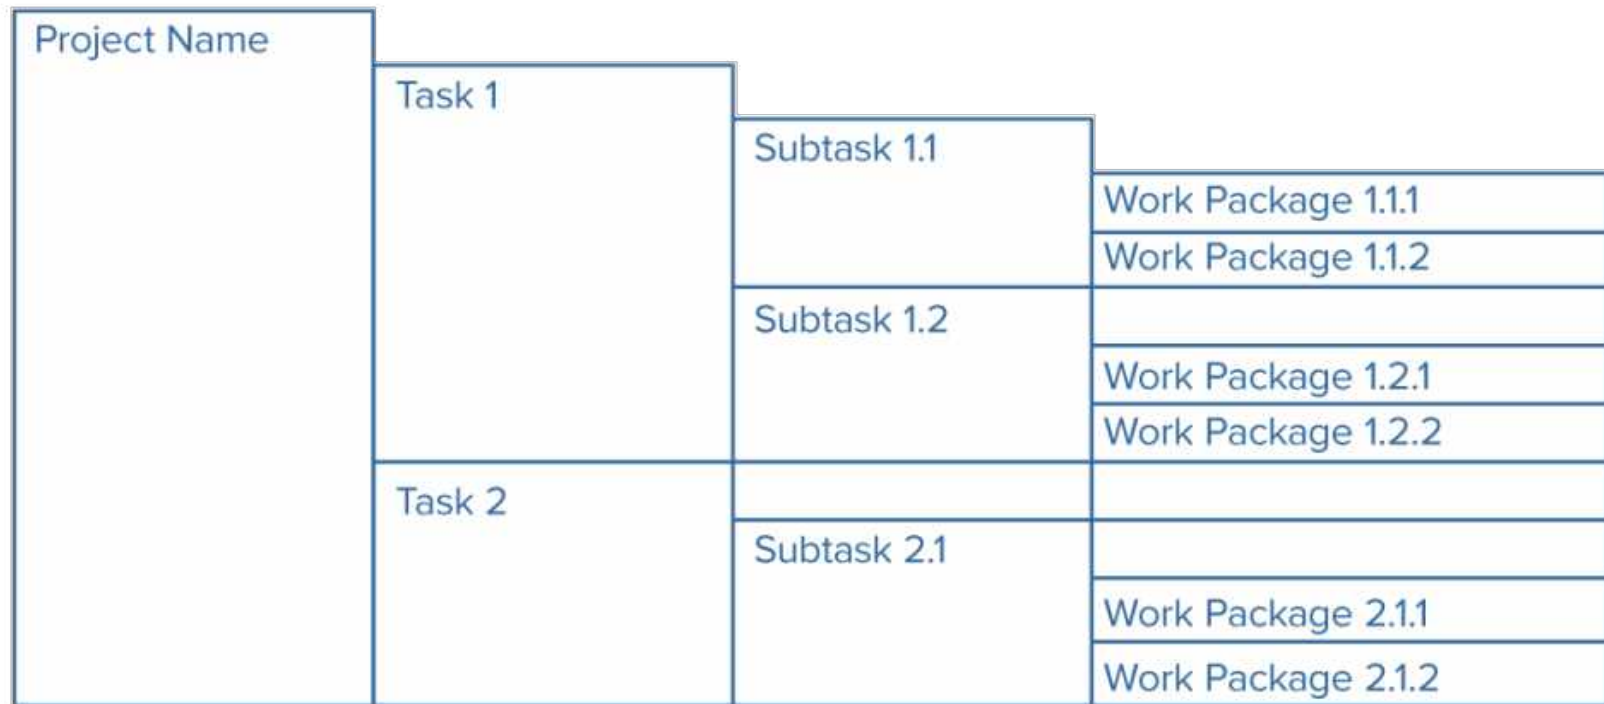 Project Name
Task 1
Subtask 1.1
Work Package 1.1.1
Work Package 1.1.2
Subtask 1.2
Work Package 1.2.1
Work Package 1.2.2
Task 2
Subtask 2.1
Work Package 2.1.1
Work Package 2.1.2